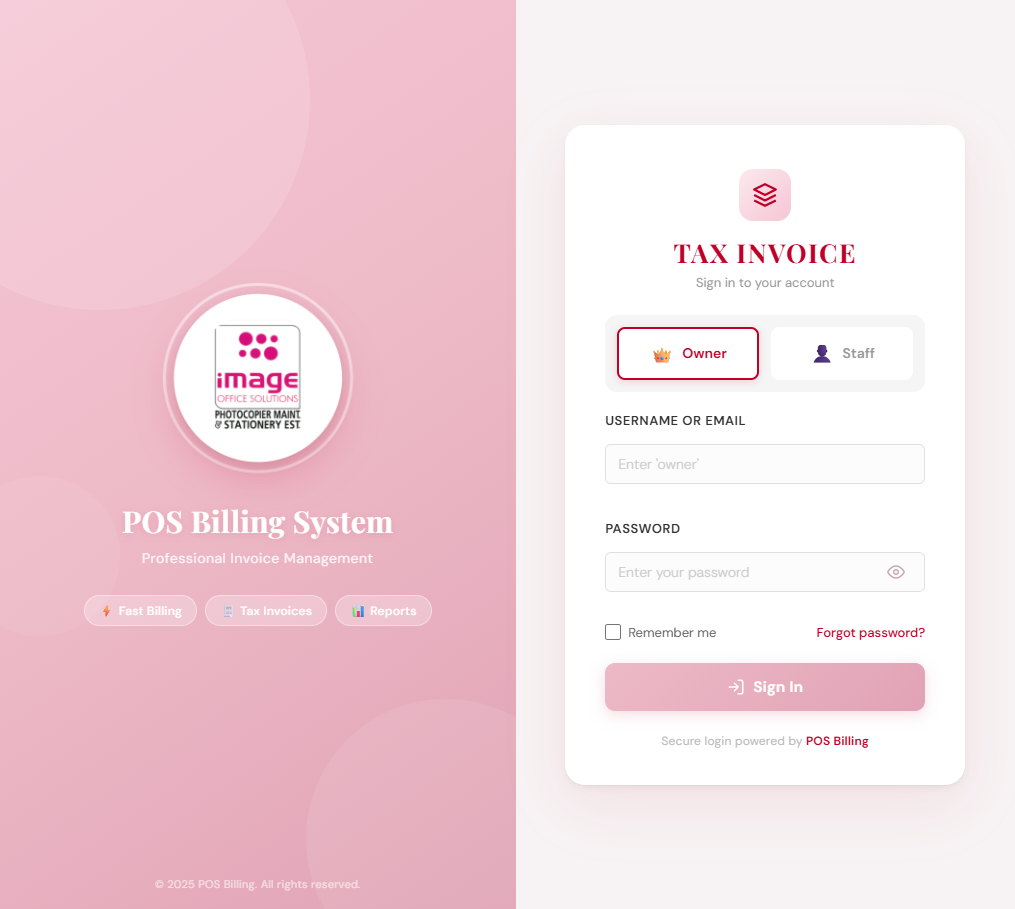 image
OFFICE SOLUTIONS
PHOTOCOPIER MAINT.
& STATIONERY EST.
POS Billing System
Professional Invoice Management
Fast Billing
Tax Invoices
Reports
© 2025 POS Billing. All rights reserved.
TAX INVOICE
Sign in to your account
Owner
Staff
USERNAME OR EMAIL
Enter 'owner'
PASSWORD
Enter your password
Remember me
Forgot password?
Sign In
Secure login powered by POS Billing